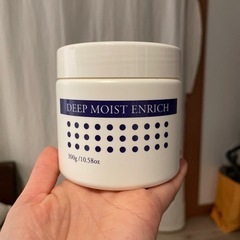 DEEP MOIST ENRICH
300g/10.58oz